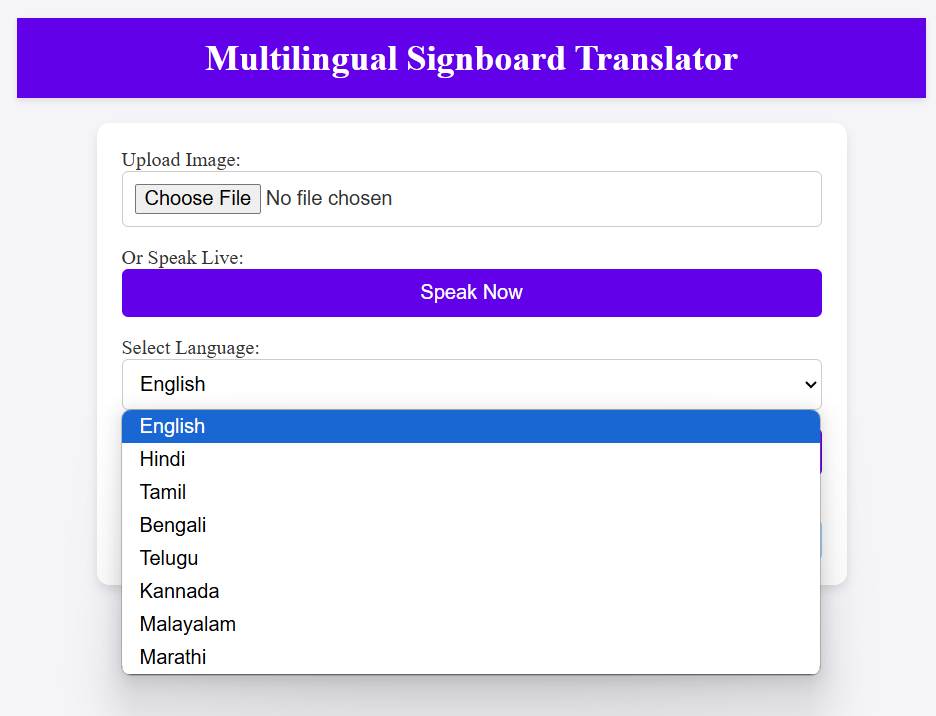 Multilingual Signboard Translator
Upload Image:
Choose File No file chosen
Or Speak Live:
Speak Now
Select Language:
English
English
Hindi
Tamil
Bengali
Telugu
Kannada
Malayalam
Marathi